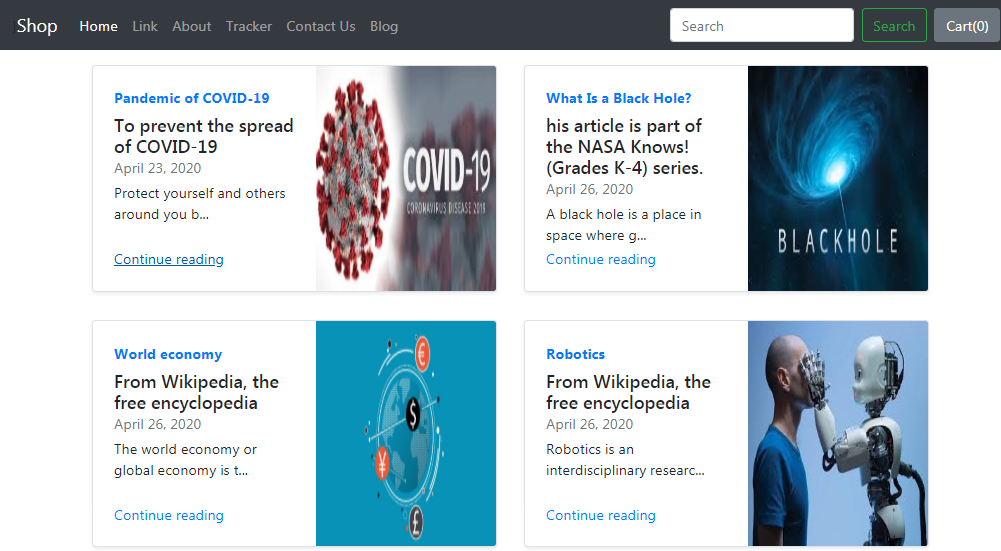 Shop Home Link About Tracker Contact Us Blog Search Search Cart(0)
Pandemic of COVID-19
To prevent the spread
of COVID-19
April 23, 2020
Protect yourself and others
around you b...
Continue reading
COVID-19
CORONAVIRUS DISEASE 2019
What Is a Black Hole?
his article is part of
the NASA Knows!
(Grades K-4) series.
April 26, 2020
A black hole is a place in
space where g...
Continue reading
BLACKHOLE
World economy
From Wikipedia, the
free encyclopedia
April 26, 2020
The world economy or
global economy is t...
Continue reading
€
$
¥
£
Robotics
From Wikipedia, the
free encyclopedia
April 26, 2020
Robotics is an
interdisciplinary researc...
Continue reading